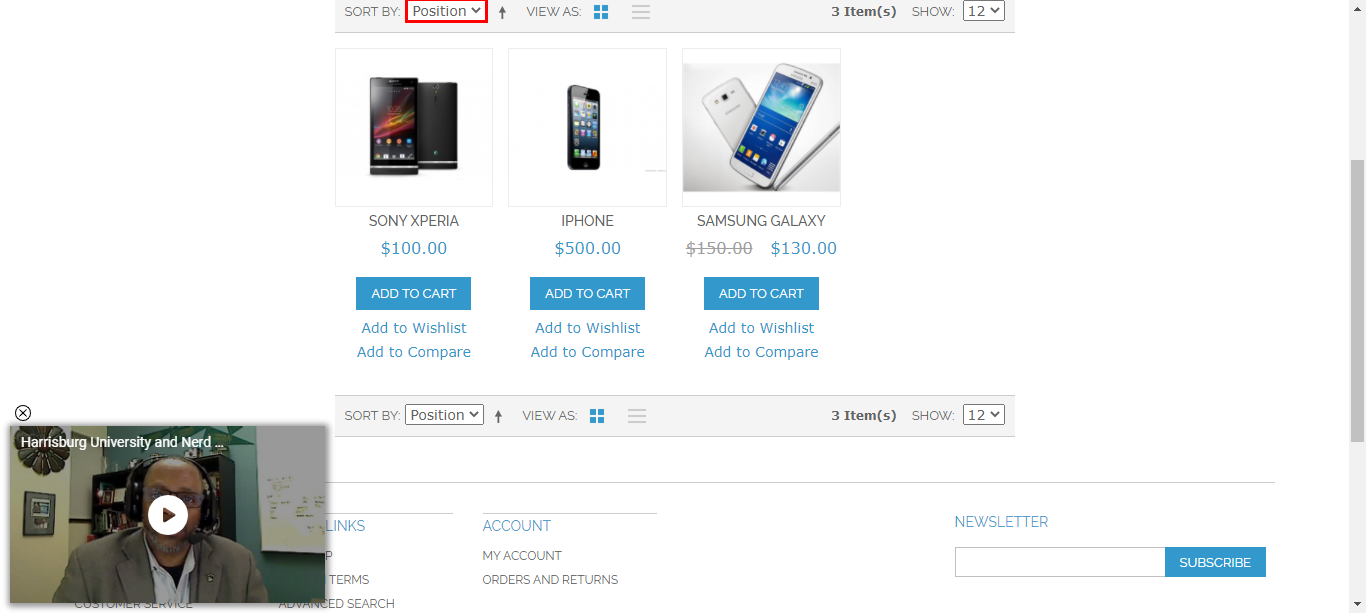 SORT BY: Position VIEW AS: 3 Item(s) SHOW: 12
SONY XPERIA IPHONE SAMSUNG GALAXY
$100.00 $500.00 $150.00 $130.00
ADD TO CART ADD TO CART ADD TO CART
Add to Wishlist Add to Wishlist Add to Wishlist
Add to Compare Add to Compare Add to Compare
SORT BY: Position VIEW AS: 3 Item(s) SHOW: 12
Harrisburg University and Nerd ...
LINKS ACCOUNT NEWSLETTER
P MY ACCOUNT
SUBSCRIBE
TERMS ORDERS AND RETURNS
CUSTOMER SERVICE ADVANCED SEARCH